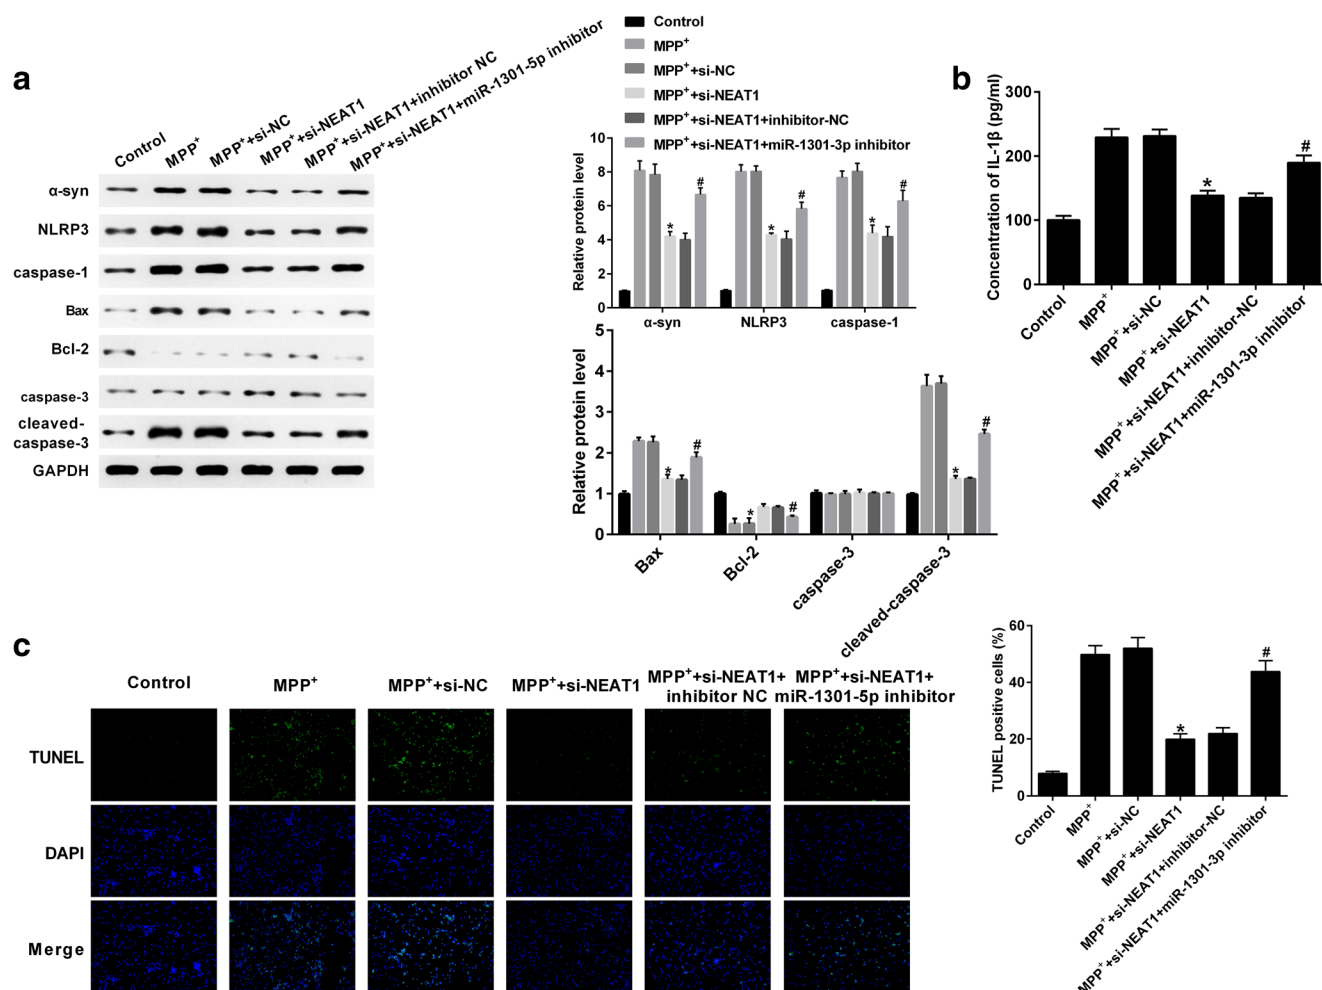 a
Control
MPP+
MPP++si-NC
MPP++si-NEAT1
MPP++si-NEAT1+inhibitor NC
MPP++si-NEAT1+miR-1301-5p inhibitor
α-syn
NLRP3
caspase-1
Bax
Bcl-2
caspase-3
cleaved-
caspase-3
GAPDH
Control
MPP+
MPP++si-NC
MPP++si-NEAT1
MPP++si-NEAT1+inhibitor-NC
MPP++si-NEAT1+miR-1301-3p inhibitor
Relative protein level
10
8
6
4
2
0
* # * # * #
α-syn NLRP3 caspase-1
Relative protein level
5
4
3
2
1
0
* # * # * #
Bax Bcl-2 caspase-3 cleaved-caspase-3
b
Concentration of IL-1β (pg/ml)
300
200
100
0
* #
Control
MPP+
MPP++si-NC
MPP++si-NEAT1
MPP++si-NEAT1+inhibitor-NC
MPP++si-NEAT1+miR-1301-3p inhibitor
c
Control MPP+ MPP++si-NC MPP++si-NEAT1 MPP++si-NEAT1+ MPP++si-NEAT1+
inhibitor NC miR-1301-5p inhibitor
TUNEL
DAPI
Merge
TUNEL positive cells (%)
60
40
20
0
* #
Control
MPP+
MPP++si-NC
MPP++si-NEAT1
MPP++si-NEAT1+inhibitor-NC
MPP++si-NEAT1+miR-1301-3p inhibitor